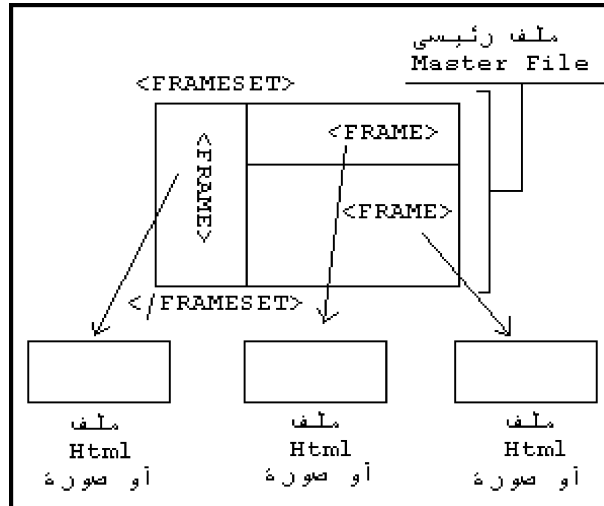 ملف رئيسى
Master File
<FRAMESET>
<FRAME>
<FRAME>
<FRAME>
</FRAMESET>
ملف
Html
أو صورة
ملف
Html
أو صورة
ملف
Html
أو صورة